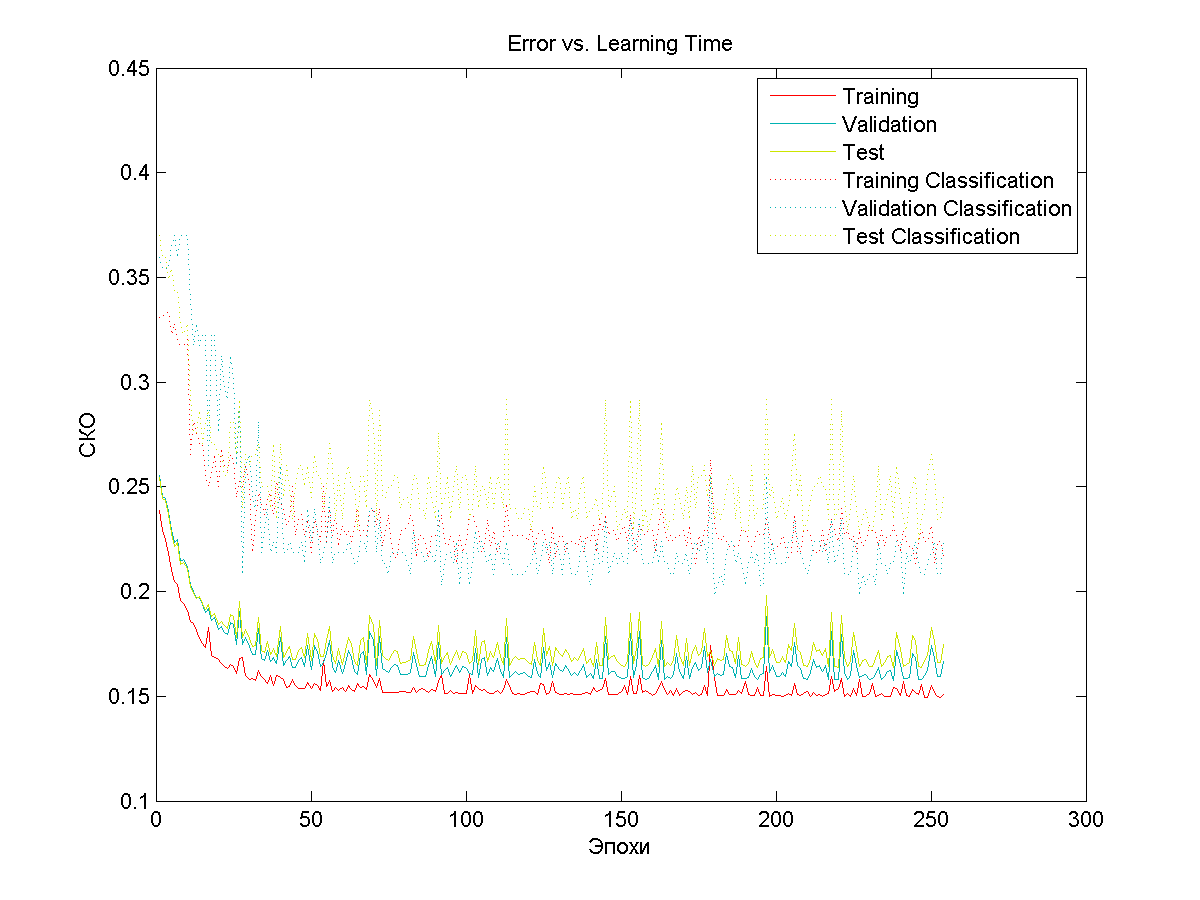 Error vs. Learning Time
0.45
0.4
0.35
0.3
0.25
0.2
0.15
0.1
СКО
Training
Validation
Test
Training Classification
Validation Classification
Test Classification
0
50
100
150
200
250
300
Эпохи